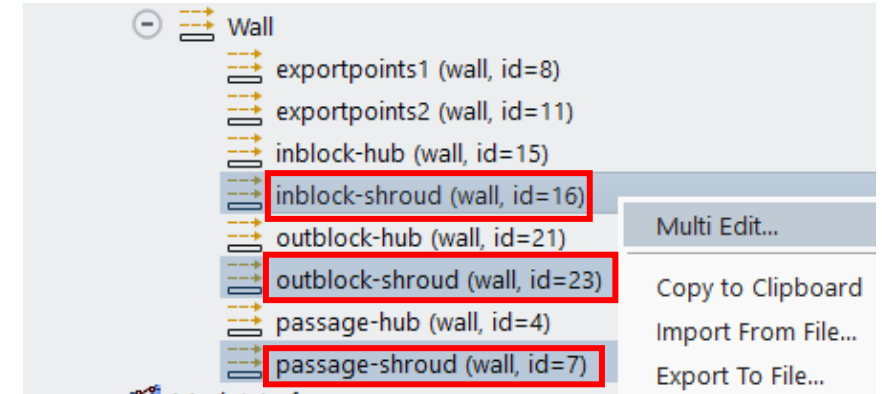 Wall
exportpoints1 (wall, id=8)
exportpoints2 (wall, id=11)
inblock-hub (wall, id=15)
inblock-shroud (wall, id=16)
outblock-hub (wall, id=21)
outblock-shroud (wall, id=23)
passage-hub (wall, id=4)
passage-shroud (wall, id=7)
Multi Edit...
Copy to Clipboard
Import From File...
Export To File...